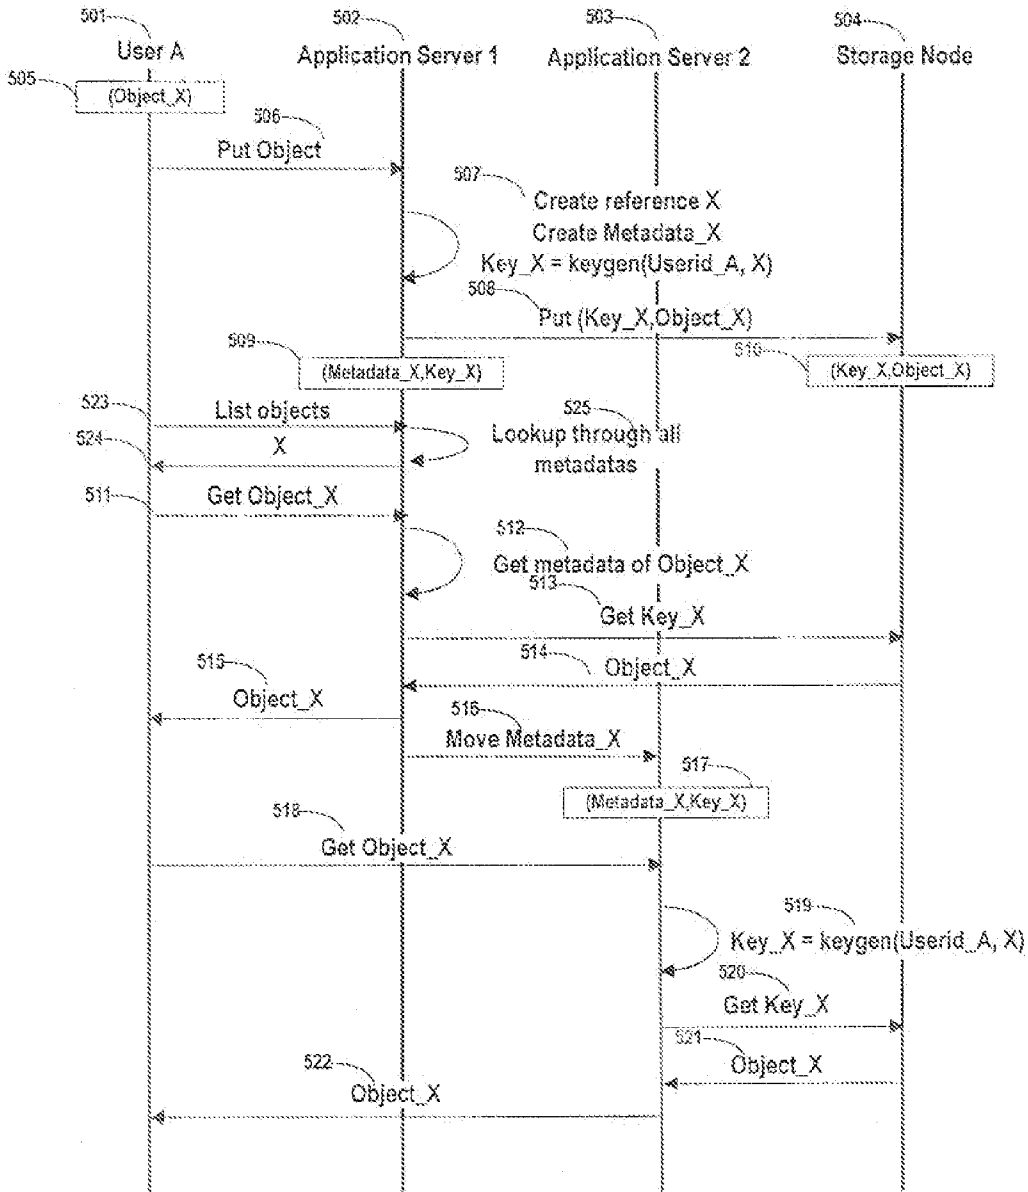 501 502 503 504
User A Application Server 1 Application Server 2 Storage Node
505
(Object_X)
506
Put Object
507
Create reference X
Create Metadata_X
Key_X = keygen(Userid_A, X)
508
Put (Key_X,Object_X)
509
(Metadata_X,Key_X)
510
(Key_X,Object_X)
523
List objects
525
Lookup through all
metadatas
524
X
511
Get Object_X
512
Get metadata of Object_X
513
Get Key_X
514
Object_X
515
Object_X
516
Move Metadata_X
517
(Metadata_X,Key_X)
518
Get Object_X
519
Key_X = keygen(Userid_A, X)
520
Get Key_X
521
Object_X
522
Object_X